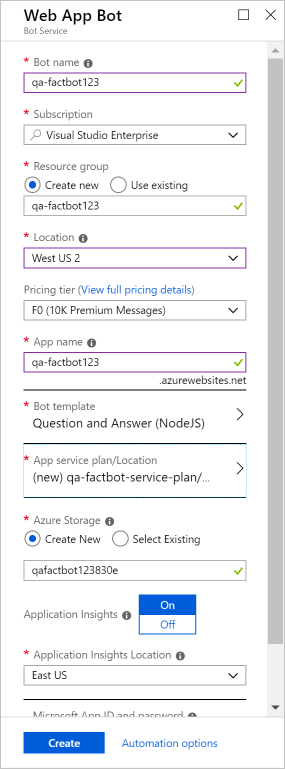 Web App Bot
Bot Service
* Bot name
qa-factbot123
* Subscription
Visual Studio Enterprise
* Resource group
Create new Use existing
qa-factbot123
* Location
West US 2
Pricing tier (View full pricing details)
F0 (10K Premium Messages)
* App name
qa-factbot123
.azurewebsites.net
* Bot template
Question and Answer (NodeJS)
* App service plan/Location
(new) qa-factbot-service-plan/...
* Azure Storage
Create New Select Existing
qafactbot123830e
Application Insights
On
Off
* Application Insights Location
East US
Microsoft App ID and password
Create Automation options